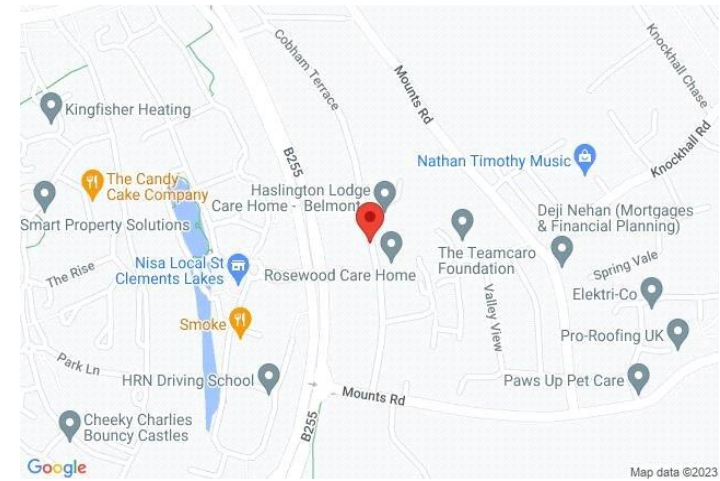 Knockhall Chase
Cobham Terrace
Mounts Rd
Kingfisher Heating
Knockhall Rd
B255
Nathan Timothy Music
The Candy
Cake Company
Haslington Lodge
Care Home - Belmont
Smart Property Solutions
Deji Nehan (Mortgages
& Financial Planning)
The Teamcaro
Foundation
Nisa Local St
Clements Lakes
Rosewood Care Home
Spring Vale
The Rise
Elektri-Co
Valley View
Smoke
Pro-Roofing UK
Park Ln
HRN Driving School
Paws Up Pet Care
Mounts Rd
Cheeky Charlies
Bouncy Castles
B255
Google
Map data ©2023